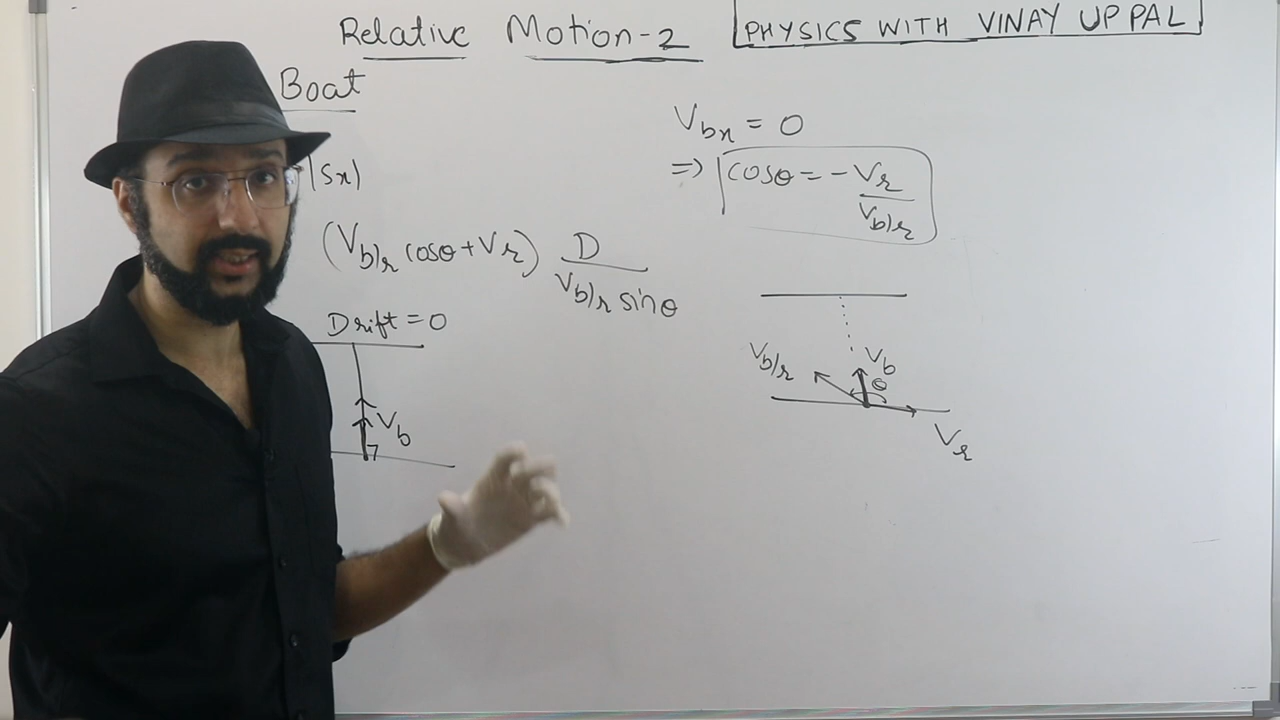 Relative Motion-2
PHYSICS WITH VINAY UPPAL
Boat
|Sx|
(Vb/r cosθ + Vr) D
Vb/r sinθ
Drift = 0
Vb
Vbx = 0
=> cosθ = - Vr
Vb/r
Vb/r
Vb
θ
Vr